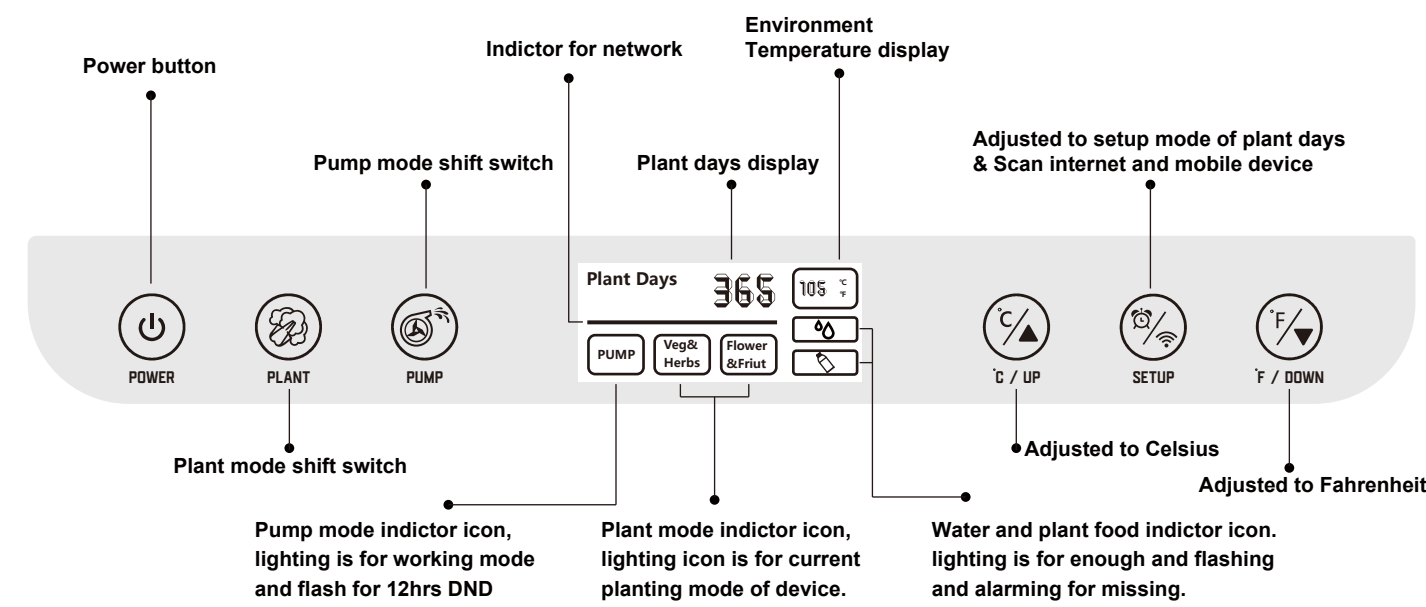 Environment
Temperature display
Indictor for network
Power button
Adjusted to setup mode of plant days
& Scan internet and mobile device
Pump mode shift switch
Plant days display
Plant Days
365
105 °C
°F
PUMP
Veg&
Herbs
Flower
&Friut
°C/
°F/
POWER
PLANT
PUMP
°C / UP
SETUP
°F / DOWN
Plant mode shift switch
Adjusted to Celsius
Adjusted to Fahrenheit
Pump mode indictor icon,
lighting is for working mode
and flash for 12hrs DND
Plant mode indictor icon,
lighting icon is for current
planting mode of device.
Water and plant food indictor icon.
lighting is for enough and flashing
and alarming for missing.